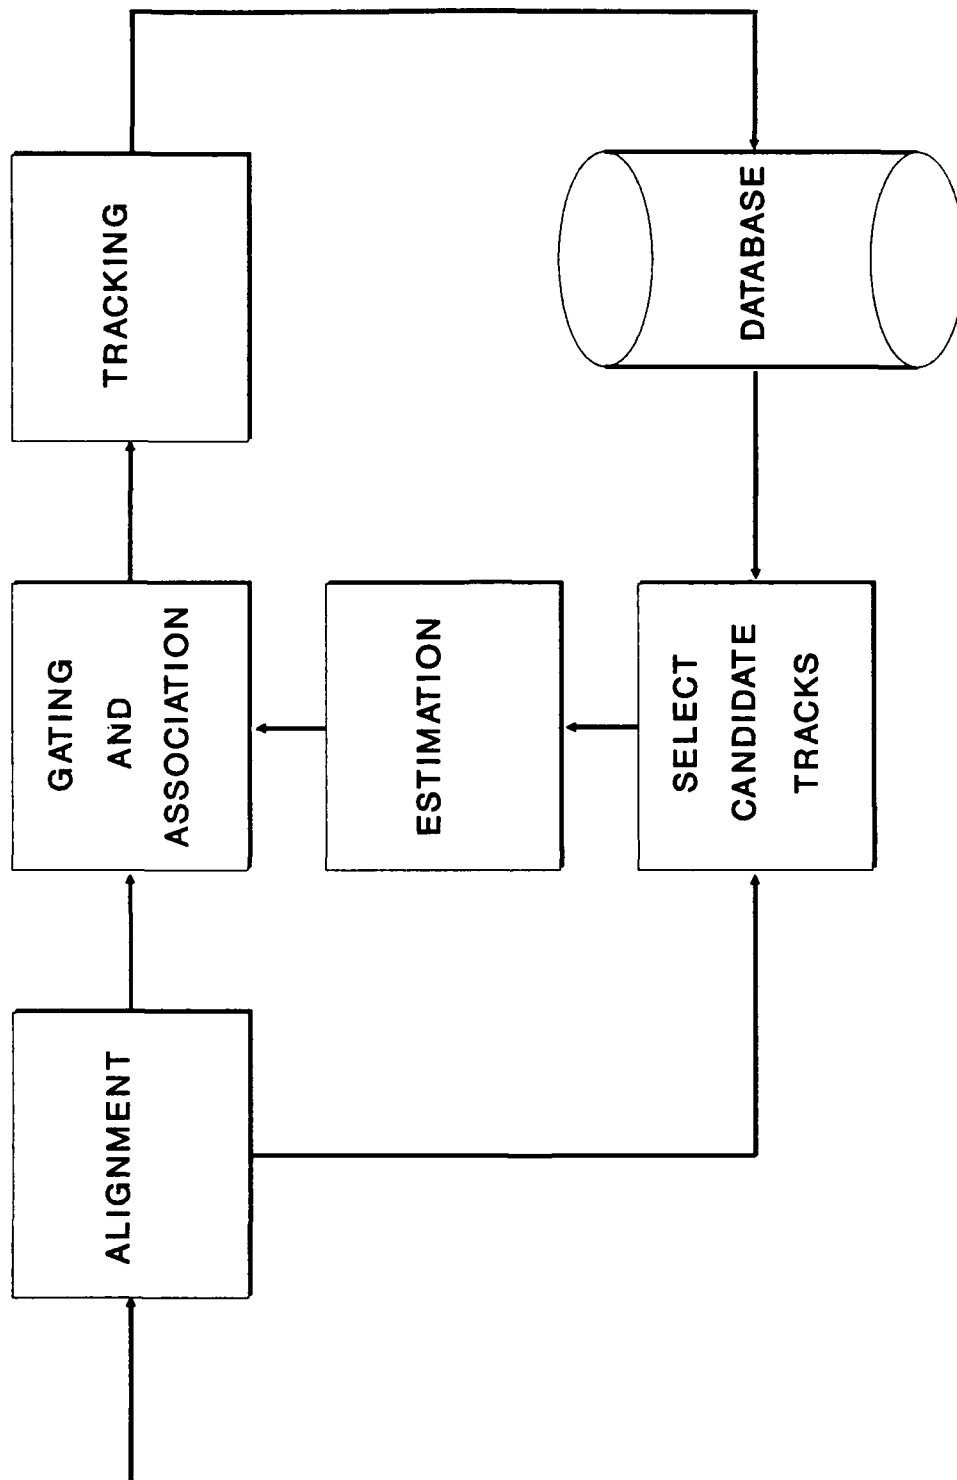 ALIGNMENT
GATING
AND
ASSOCIATION
TRACKING
ESTIMATION
SELECT
CANDIDATE
TRACKS
DATABASE